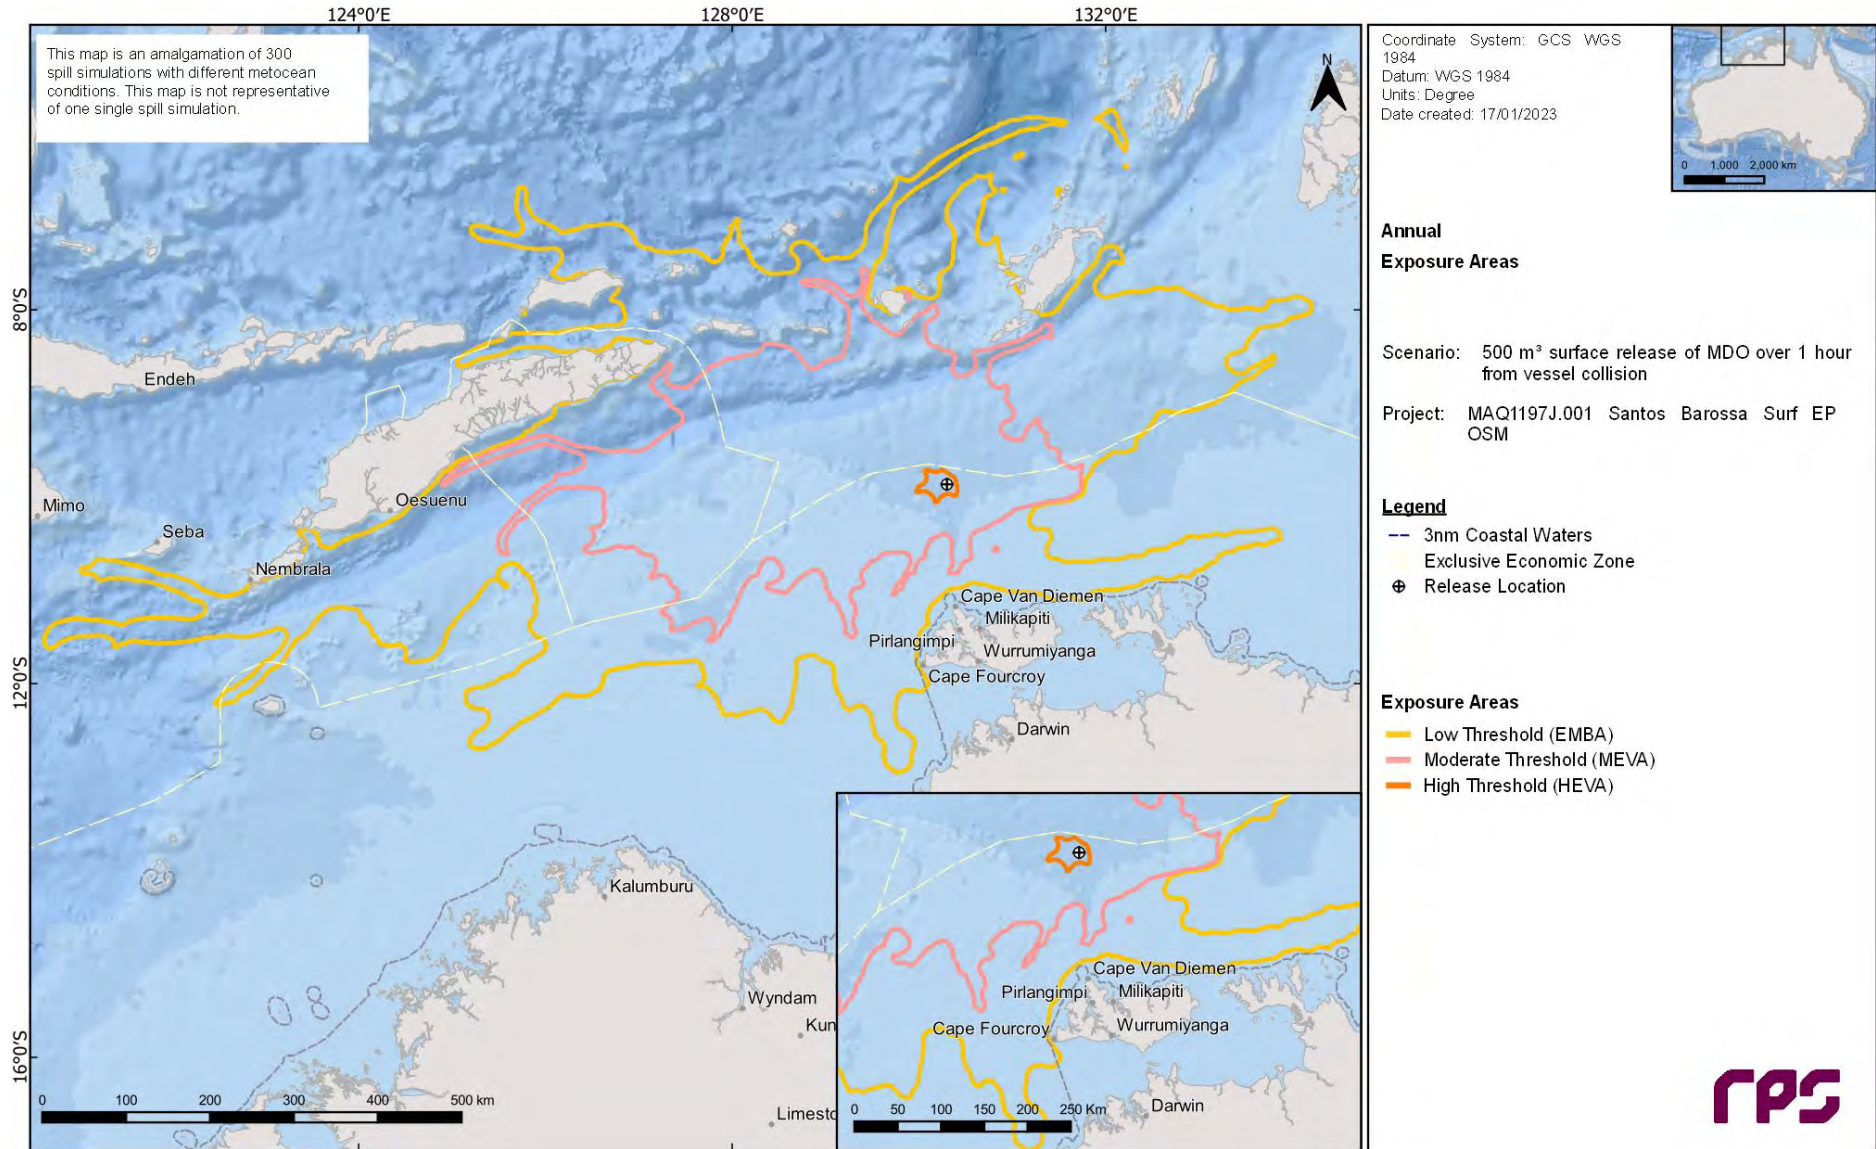 124°0′E
128°0′E
132°0′E
This map is an amalgamation of 300
spill simulations with different metocean
conditions. This map is not representative
of one single spill simulation.
N
8°0′S
12°0′S
16°0′S
Endeh
Mimo
Seba
Oesuenu
Nembrala
Cape Van Diemen
Milikapiti
Pirlangimpi
Wurrumiyanga
Cape Fourcroy
Darwin
Kalumburu
Wyndam
Kun
Limesto
0 100 200 300 400 500 km
Cape Van Diemen
Pirlangimpi
Milikapiti
Cape Fourcroy
Wurrumiyanga
Darwin
0 50 100 150 200 250 Km
Coordinate System: GCS WGS
1984
Datum: WGS 1984
Units: Degree
Date created: 17/01/2023
0 1,000 2,000 km
Annual
Exposure Areas
Scenario: 500 m³ surface release of MDO over 1 hour
from vessel collision
Project: MAQ1197J.001 Santos Barossa Surf EP
OSM
Legend
3nm Coastal Waters
Exclusive Economic Zone
Release Location
Exposure Areas
Low Threshold (EMBA)
Moderate Threshold (MEVA)
High Threshold (HEVA)
rps